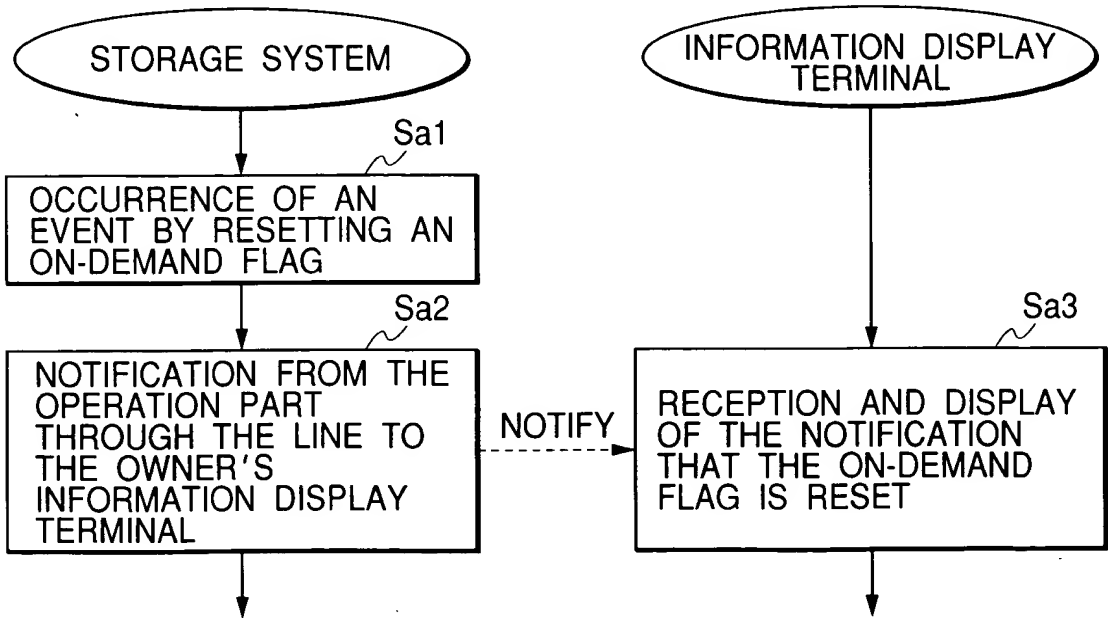 STORAGE SYSTEM
Sa1
OCCURRENCE OF AN
EVENT BY RESETTING AN
ON-DEMAND FLAG
Sa2
NOTIFICATION FROM THE
OPERATION PART
THROUGH THE LINE TO
THE OWNER'S
INFORMATION DISPLAY
TERMINAL
NOTIFY
INFORMATION DISPLAY
TERMINAL
Sa3
RECEPTION AND DISPLAY
OF THE NOTIFICATION
THAT THE ON-DEMAND
FLAG IS RESET